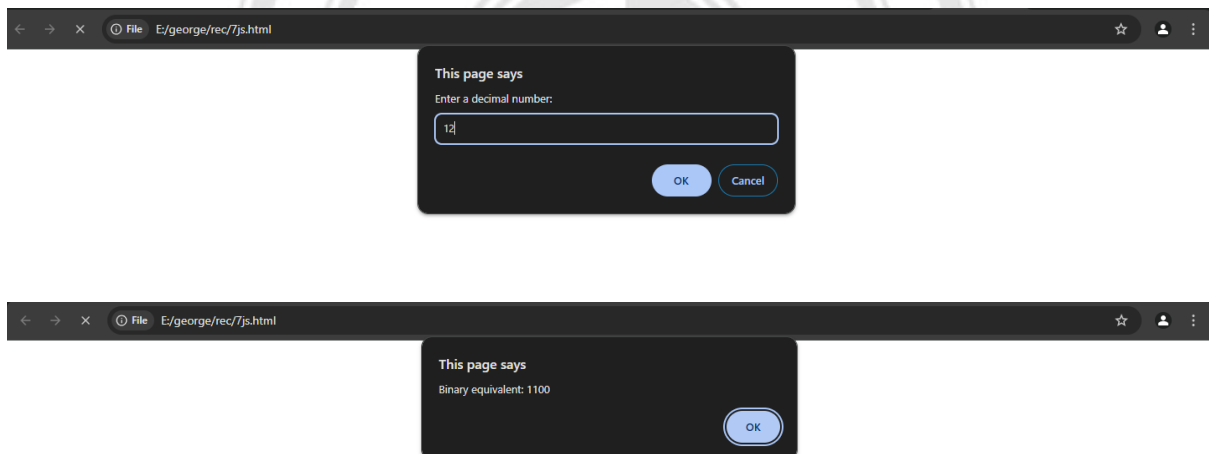 File E:/george/rec/7js.html
This page says
Enter a decimal number:
12
OK Cancel
File E:/george/rec/7js.html
This page says
Binary equivalent: 1100
OK